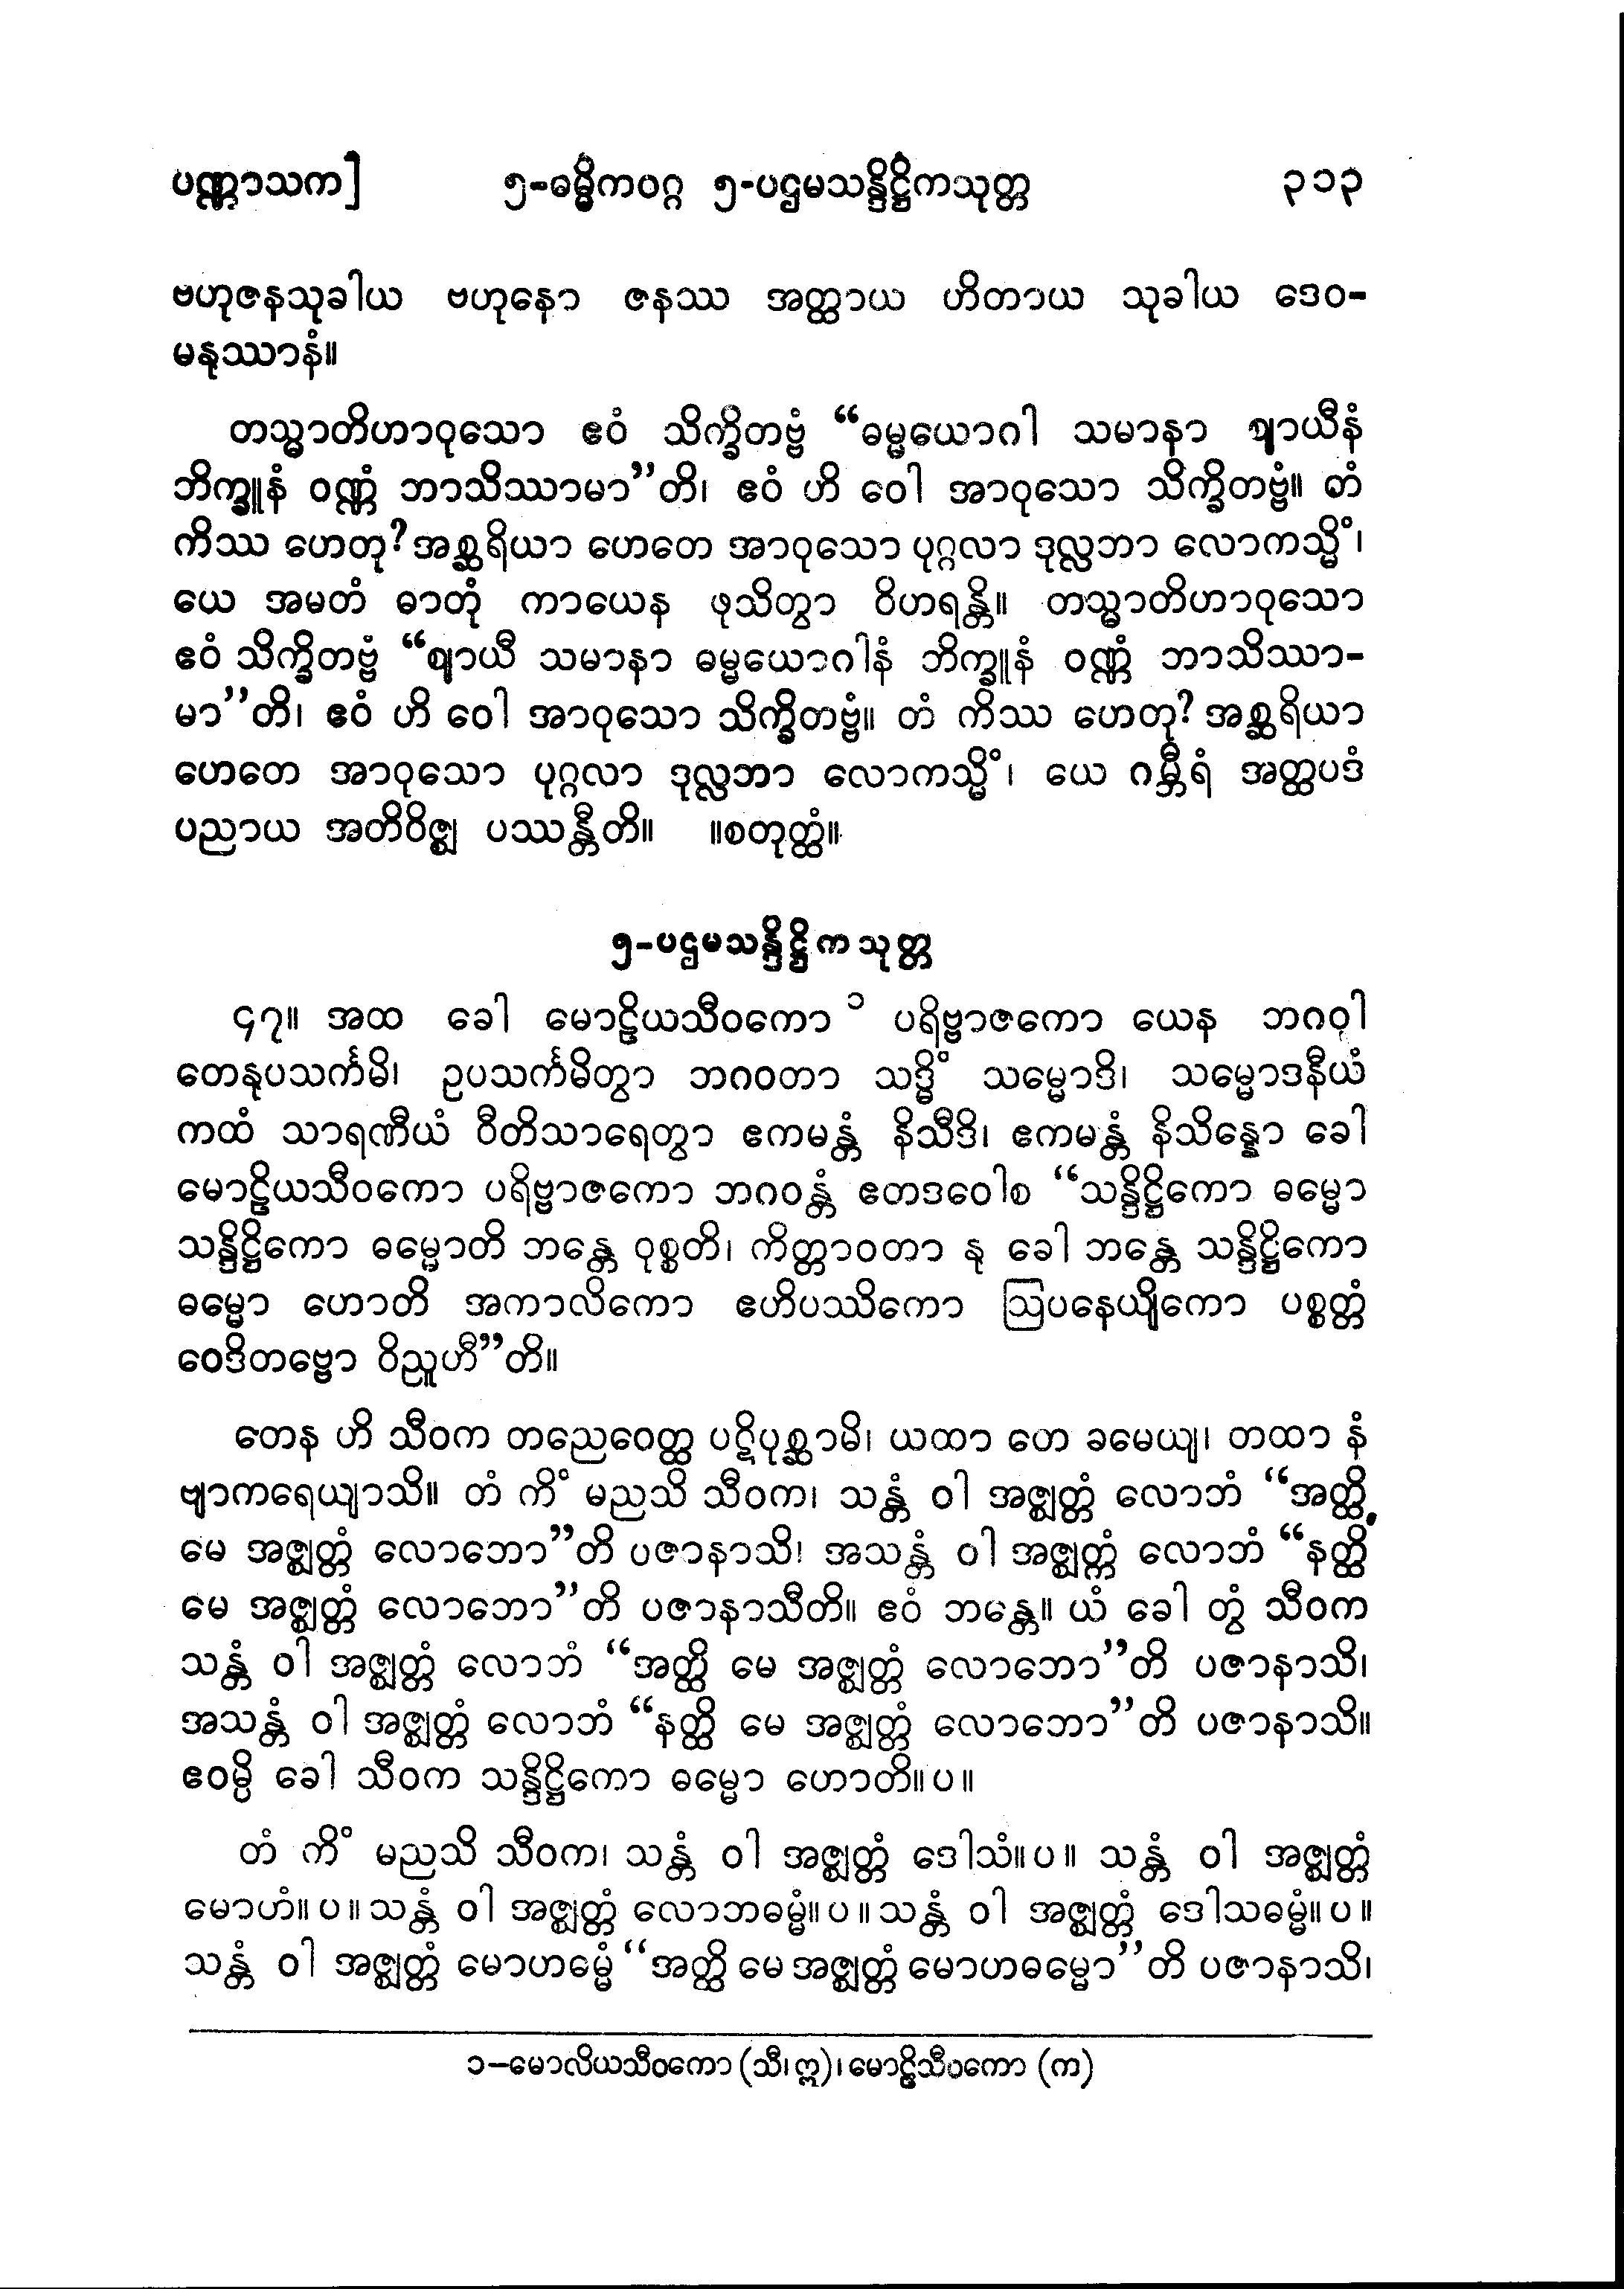 ပဏ္ဏာသက] ၅-ဓမ္မိကဝဂ္ဂ ၅-ပဌမသန္ဒိဋ္ဌိကသုတ္တ ၃၁၃
ဗဟုဇနသုခါယ ဗဟုနော ဇနဿ အတ္ထာယ ဟိတာယ သုခါယ ဒေဝ-
မနုဿာနံ။
တသ္မာတိဟာဝုသော ဧဝံ သိက္ခိတဗ္ဗံ “ဓမ္မယောဂါ သမာနာ ဈာယီနံ
ဘိက္ခူနံ ဝဏ္ဏံ ဘာသိဿာမာ”တိ၊ ဧဝံ ဟိ ဝေါ အာဝုသော သိက္ခိတဗ္ဗံ။ တံ
ကိဿ ဟေတု? အစ္ဆရိယာ ဟေတေ အာဝုသော ပုဂ္ဂလာ ဒုလ္လဘာ လောကသ္မိံ၊
ယေ အမတံ ဓာတုံ ကာယေန ဖုသိတွာ ဝိဟရန္တိ။ တသ္မာတိဟာဝုသော
ဧဝံ သိက္ခိတဗ္ဗံ “ဈာယီ သမာနာ ဓမ္မယောဂါနံ ဘိက္ခူနံ ဝဏ္ဏံ ဘာသိဿာ-
မာ”တိ၊ ဧဝံ ဟိ ဝေါ အာဝုသော သိက္ခိတဗ္ဗံ။ တံ ကိဿ ဟေတု? အစ္ဆရိယာ
ဟေတေ အာဝုသော ပုဂ္ဂလာ ဒုလ္လဘာ လောကသ္မိံ၊ ယေ ဂမ္ဘီရံ အတ္ထပဒံ
ပညာယ အတိဝိဇ္ဈ ပဿန္တီတိ။ ။စတုတ္ထံ။
၅-ပဌမသန္ဒိဋ္ဌိကသုတ္တ
၄၇။ အထ ခေါ မောဠိယသီဝကော ၁ ပရိဗ္ဗာဇကော ယေန ဘဂဝါ
တေနုပသင်္ကမိ၊ ဥပသင်္ကမိတွာ ဘဂဝတာ သဒ္ဓိံ သမ္မောဒိ၊ သမ္မောဒနီယံ
ကထံ သာရဏီယံ ဝီတိသာရေတွာ ဧကမန္တံ နိသီဒိ၊ ဧကမန္တံ နိသိန္နော ခေါ
မောဠိယသီဝကော ပရိဗ္ဗာဇကော ဘဂဝန္တံ ဧတဒဝေါစ “သန္ဒိဋ္ဌိကော ဓမ္မော
သန္ဒိဋ္ဌိကော ဓမ္မောတိ ဘန္တေ ဝုစ္စတိ၊ ကိတ္တာဝတာ နု ခေါ ဘန္တေ သန္ဒိဋ္ဌိကော
ဓမ္မော ဟောတိ အကာလိကော ဧဟိပဿိကော ဩပနေယျိကော ပစ္စတ္တံ
ဝေဒိတဗ္ဗော ဝိညူဟီ”တိ။
တေန ဟိ သီဝက တညေဝေတ္ထ ပဋိပုစ္ဆာမိ၊ ယထာ တေ ခမေယျ၊ တထာ နံ
ဗျာကရေယျာသိ။ တံ ကိံ မညသိ သီဝက၊ သန္တံ ဝါ အဇ္ဈတ္တံ လောဘံ “အတ္ထိ
မေ အဇ္ဈတ္တံ လောဘော”တိ ပဇာနာသိ၊ အသန္တံ ဝါ အဇ္ဈတ္တံ လောဘံ “နတ္ထိ
မေ အဇ္ဈတ္တံ လောဘော”တိ ပဇာနာသီတိ။ ဧဝံ ဘန္တေ။ ယံ ခေါ တွံ သီဝက
သန္တံ ဝါ အဇ္ဈတ္တံ လောဘံ “အတ္ထိ မေ အဇ္ဈတ္တံ လောဘော”တိ ပဇာနာသိ၊
အသန္တံ ဝါ အဇ္ဈတ္တံ လောဘံ “နတ္ထိ မေ အဇ္ဈတ္တံ လောဘော”တိ ပဇာနာသိ။
ဧဝမ္ပိ ခေါ သီဝက သန္ဒိဋ္ဌိကော ဓမ္မော ဟောတိ။ပ။
တံ ကိံ မညသိ သီဝက၊ သန္တံ ဝါ အဇ္ဈတ္တံ ဒေါသံ။ပ။ သန္တံ ဝါ အဇ္ဈတ္တံ
မောဟံ။ပ။ သန္တံ ဝါ အဇ္ဈတ္တံ လောဘဓမ္မံ။ပ။ သန္တံ ဝါ အဇ္ဈတ္တံ ဒေါသဓမ္မံ။ပ။
သန္တံ ဝါ အဇ္ဈတ္တံ မောဟဓမ္မံ “အတ္ထိ မေ အဇ္ဈတ္တံ မောဟဓမ္မော”တိ ပဇာနာသိ၊
၁-မောလိယသီဝကော (သီ၊ ဣ)၊ မောဠိသီဝကော (က)